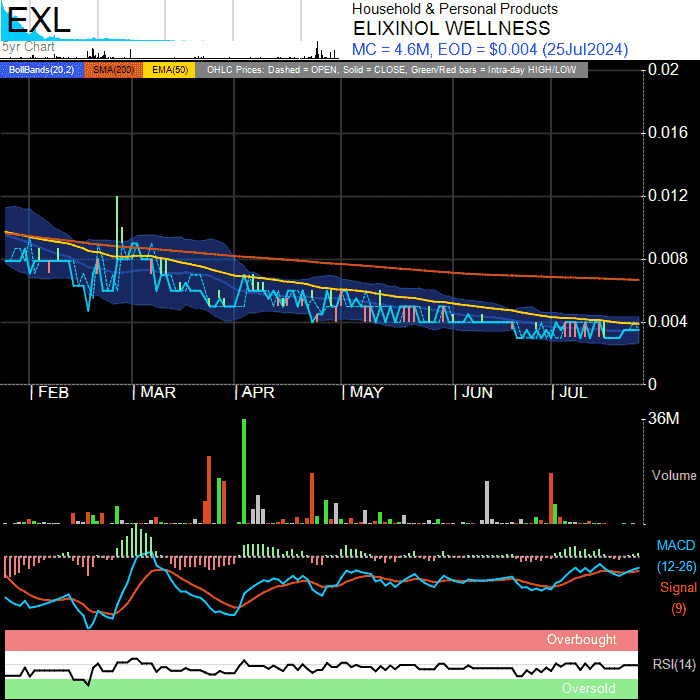 EXL
5yr Chart
Household & Personal Products
ELIXINOL WELLNESS
MC = 4.6M, EOD = $0.004 (25Jul2024)
BollBands(20,2) SMA(200) EMA(50) OHLC Prices: Dashed = OPEN, Solid = CLOSE, Green/Red bars = Intra-day HIGH/LOW
0.02
0.016
0.012
0.008
0.004
0
| FEB | MAR | APR | MAY | JUN | JUL
36M
Volume
MACD
(12-26)
Signal
(9)
Overbought
RSI(14)
Oversold